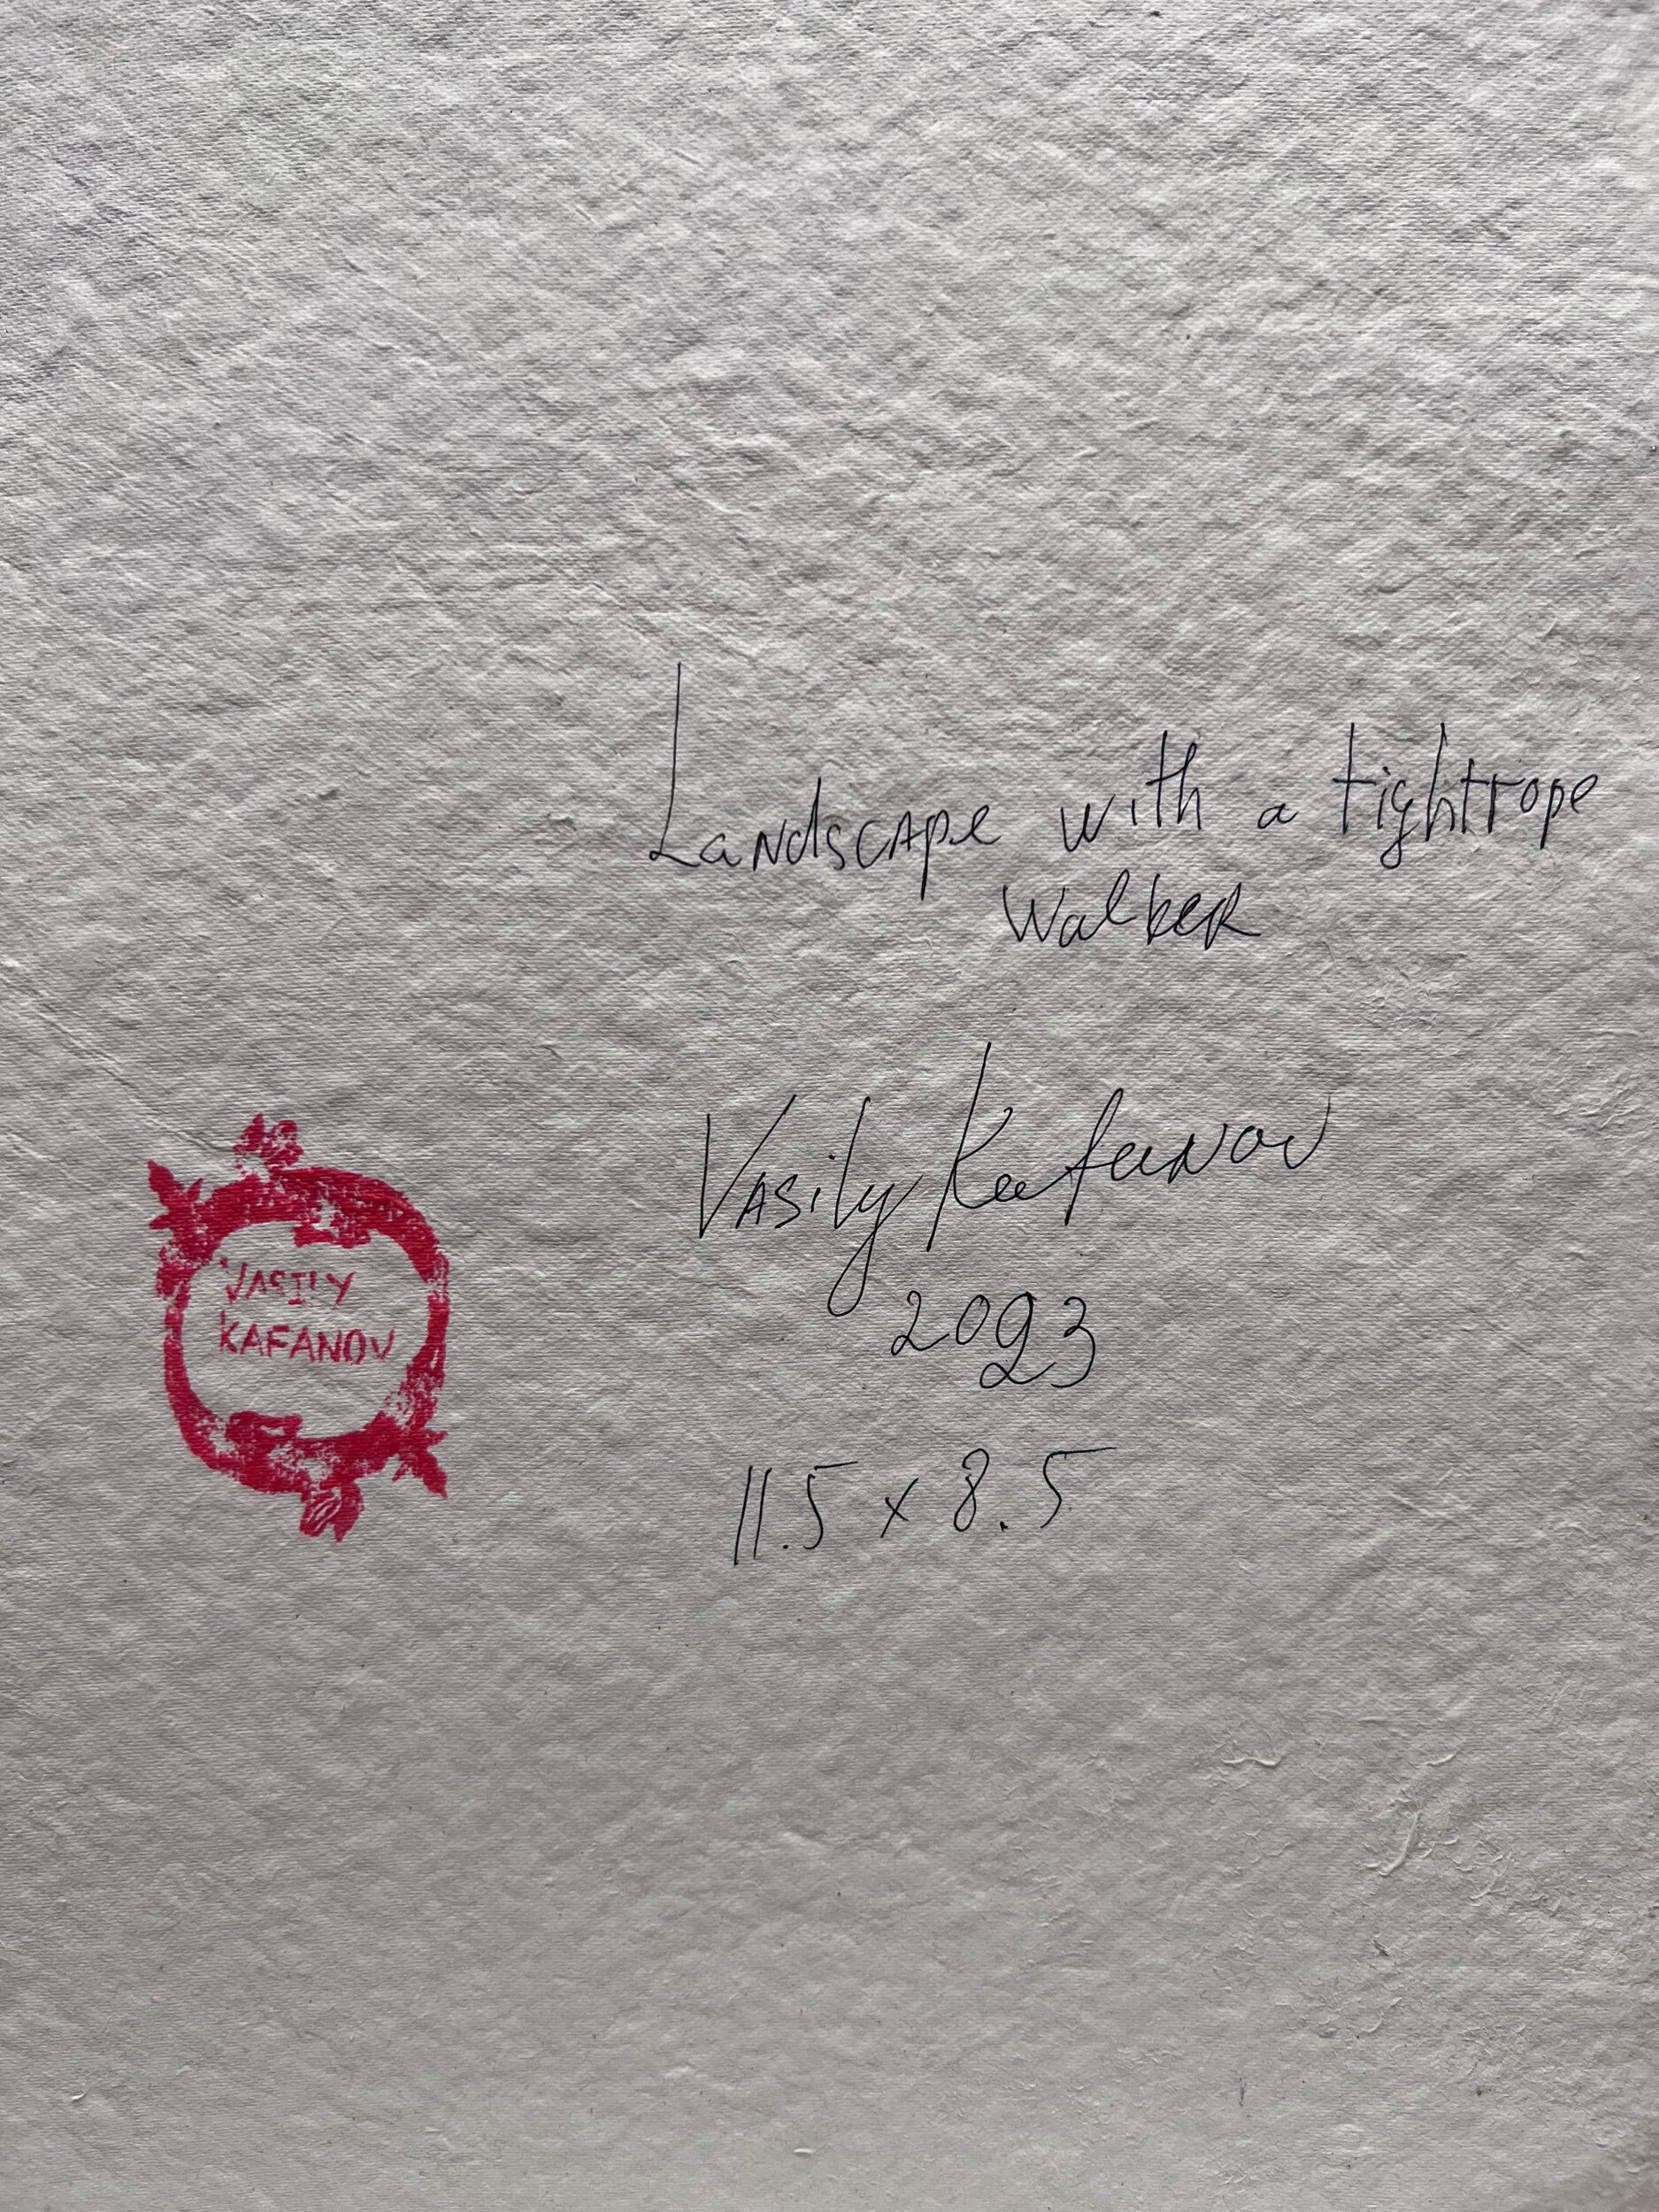 Landscape with a tightrope
Walker
Vasily Kafanov
2023
11.5 x 8.5
VASILY
KAFANOV